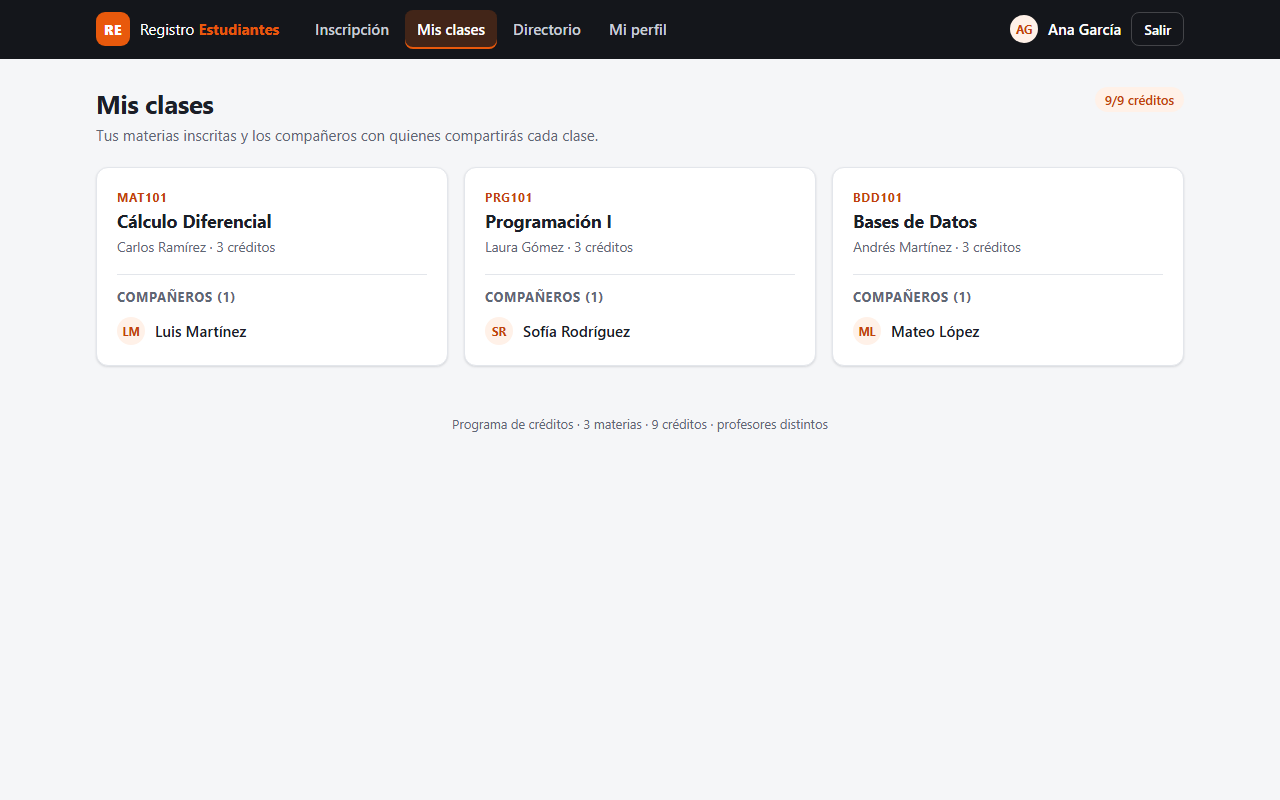 RE Registro Estudiantes Inscripción Mis clases Directorio Mi perfil AG Ana García Salir
Mis clases 9/9 créditos
Tus materias inscritas y los compañeros con quienes compartirás cada clase.
MAT101
Cálculo Diferencial
Carlos Ramírez · 3 créditos
COMPAÑEROS (1)
LM Luis Martínez
PRG101
Programación I
Laura Gómez · 3 créditos
COMPAÑEROS (1)
SR Sofía Rodríguez
BDD101
Bases de Datos
Andrés Martínez · 3 créditos
COMPAÑEROS (1)
ML Mateo López
Programa de créditos · 3 materias · 9 créditos · profesores distintos